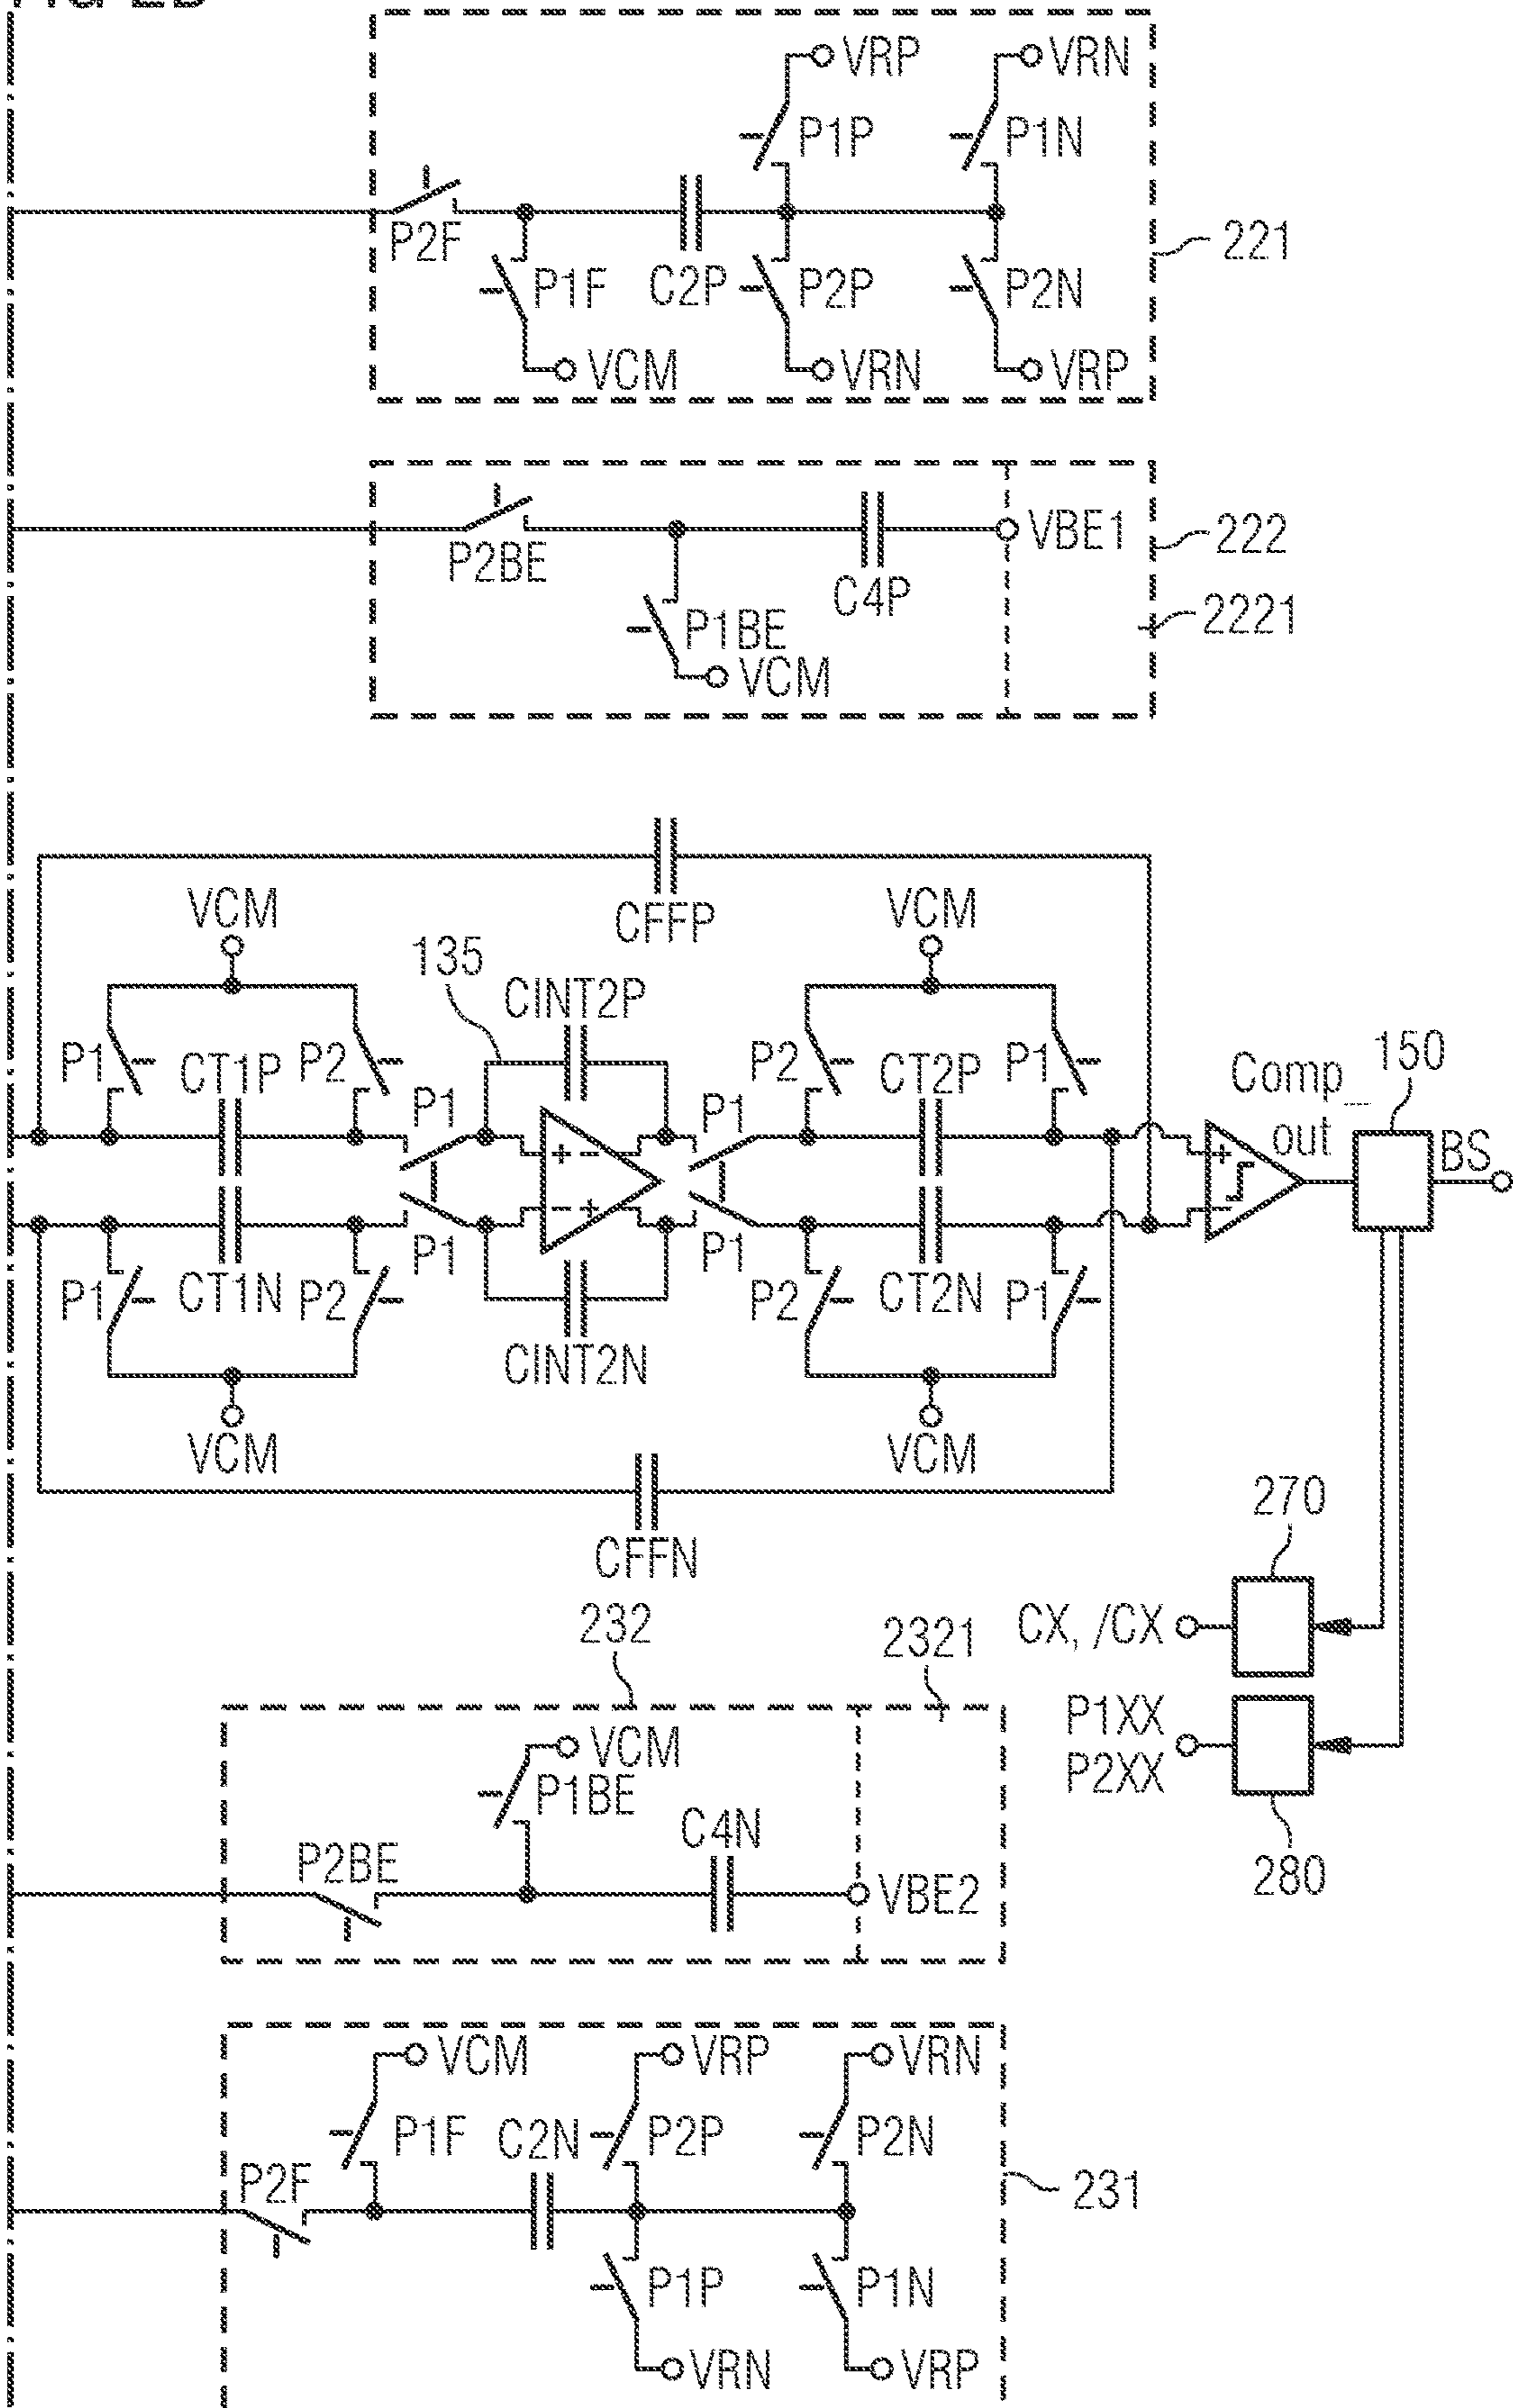 FIG 2B
VRP
VRN
P1P
P1N
P2F
P1F
C2P
P2P
P2N
221
VCM
VRN
VRP
P2BE
VBE1
222
C4P
P1BE
2221
VCM
CFFP
VCM
135
VCM
CINT2P
P1
CT1P
P2
P1
P1
P2
CT2P
P1
Comp_
out
150
+ -
+
BS
- +
-
P1
CT1N
P2
P1
P1
P2
CT2N
P1
CINT2N
VCM
VCM
CFFN
270
232
2321
CX, /CX
VCM
P1BE
P1XX
P2XX
P2BE
C4N
VBE2
280
VCM
VRP
VRN
P1F
C2N
P2P
P2N
P2F
231
P1P
P1N
VRN
VRP